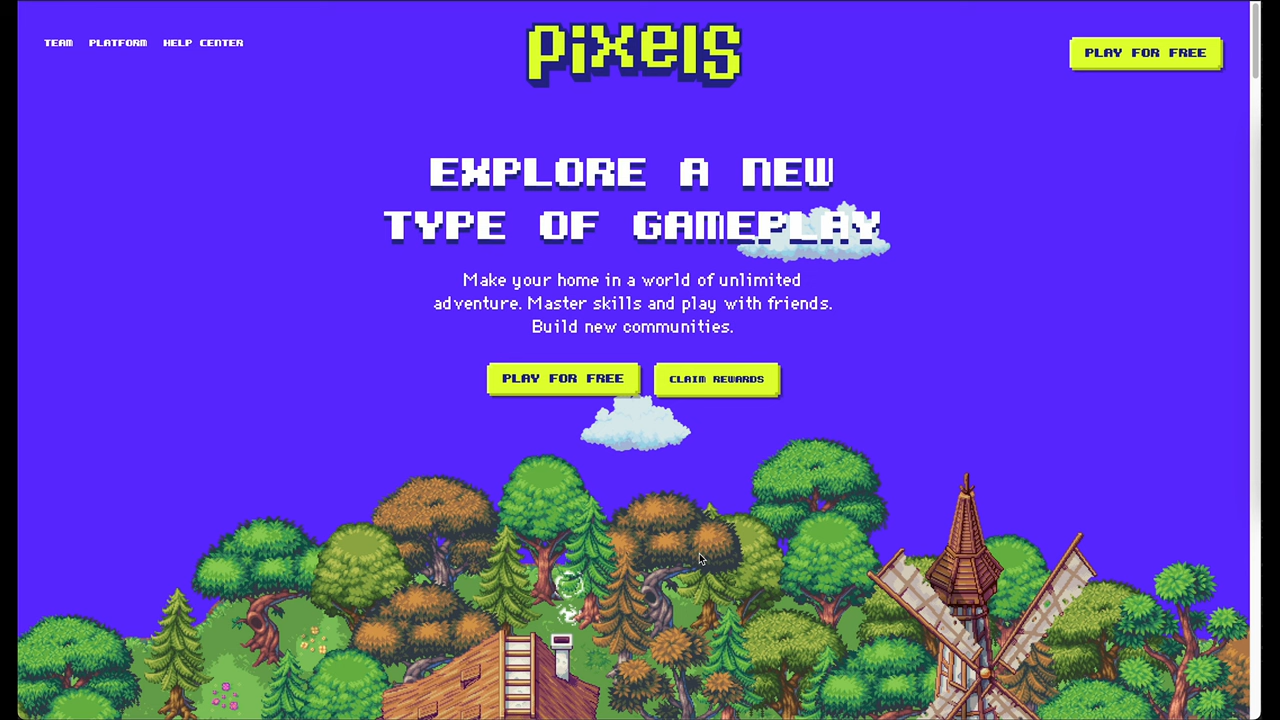 TEAM PLATFORM HELP CENTER
pixels
PLAY FOR FREE
EXPLORE A NEW
TYPE OF GAMEPLAY
Make your home in a world of unlimited
adventure. Master skills and play with friends.
Build new communities.
PLAY FOR FREE
CLAIM REWARDS